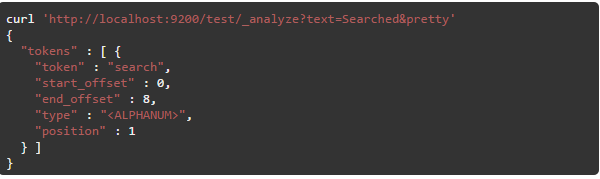 curl 'http://localhost:9200/test/_analyze?text=Searched&pretty'
{
  "tokens" : [ {
    "token" : "search",
    "start_offset" : 0,
    "end_offset" : 8,
    "type" : "<ALPHANUM>",
    "position" : 1
  } ]
}